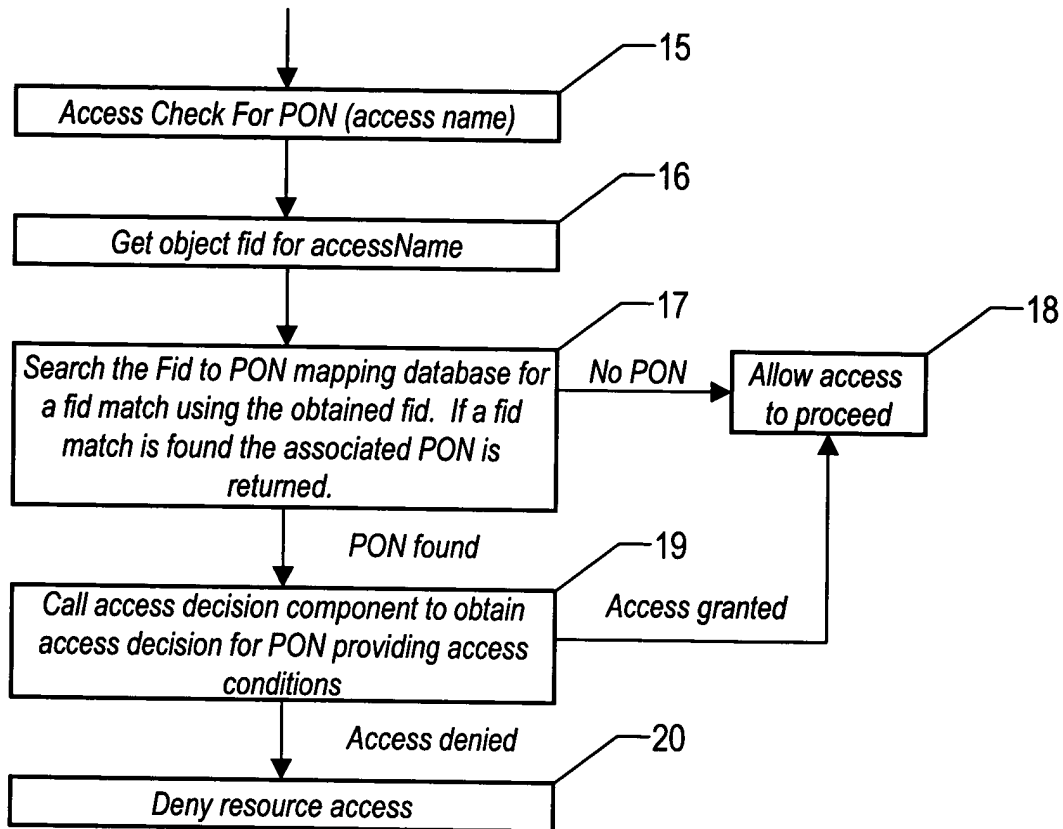 15
Access Check For PON (access name)
16
Get object fid for accessName
17
18
Search the Fid to PON mapping database for
a fid match using the obtained fid. If a fid
match is found the associated PON is
returned.
No PON
Allow access
to proceed
PON found
19
Call access decision component to obtain
access decision for PON providing access
conditions
Access granted
Access denied
20
Deny resource access